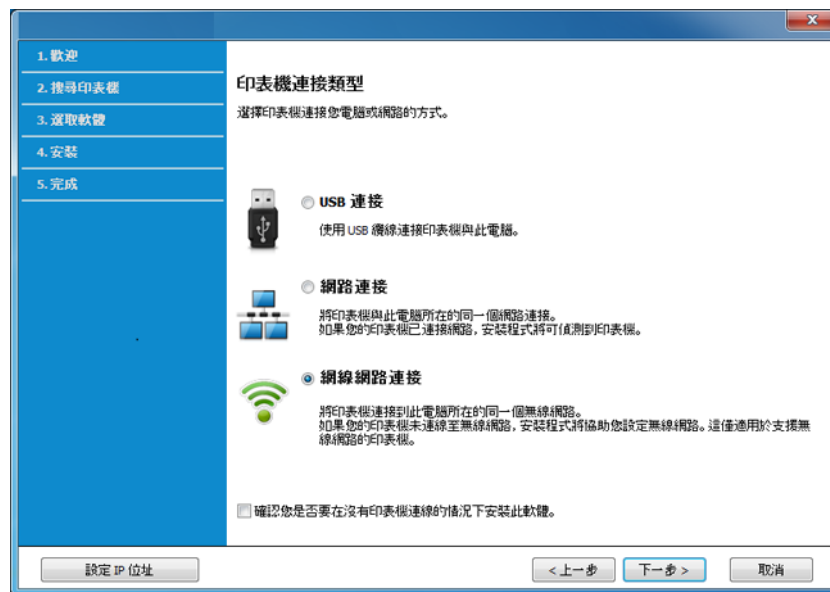 1. 歡迎
2. 搜尋印表機
3. 選取軟體
4. 安裝
5. 完成
印表機連接類型
選擇印表機連接您電腦或網路的方式。
USB 連接
使用 USB 纜線連接印表機與此電腦。
網路連接
將印表機與此電腦所在的同一個網路連接。
如果您的印表機已連接網路,安裝程式將可偵測到印表機。
網線網路連接
將印表機連接到此電腦所在的同一個無線網路。
如果您的印表機未連線至無線網路,安裝程式將協助您設定無線網路。這僅適用於支援無
線網路的印表機。
確認您是否要在沒有印表機連線的情況下安裝此軟體。
設定 IP 位址
<上一步
下一步 >
取消